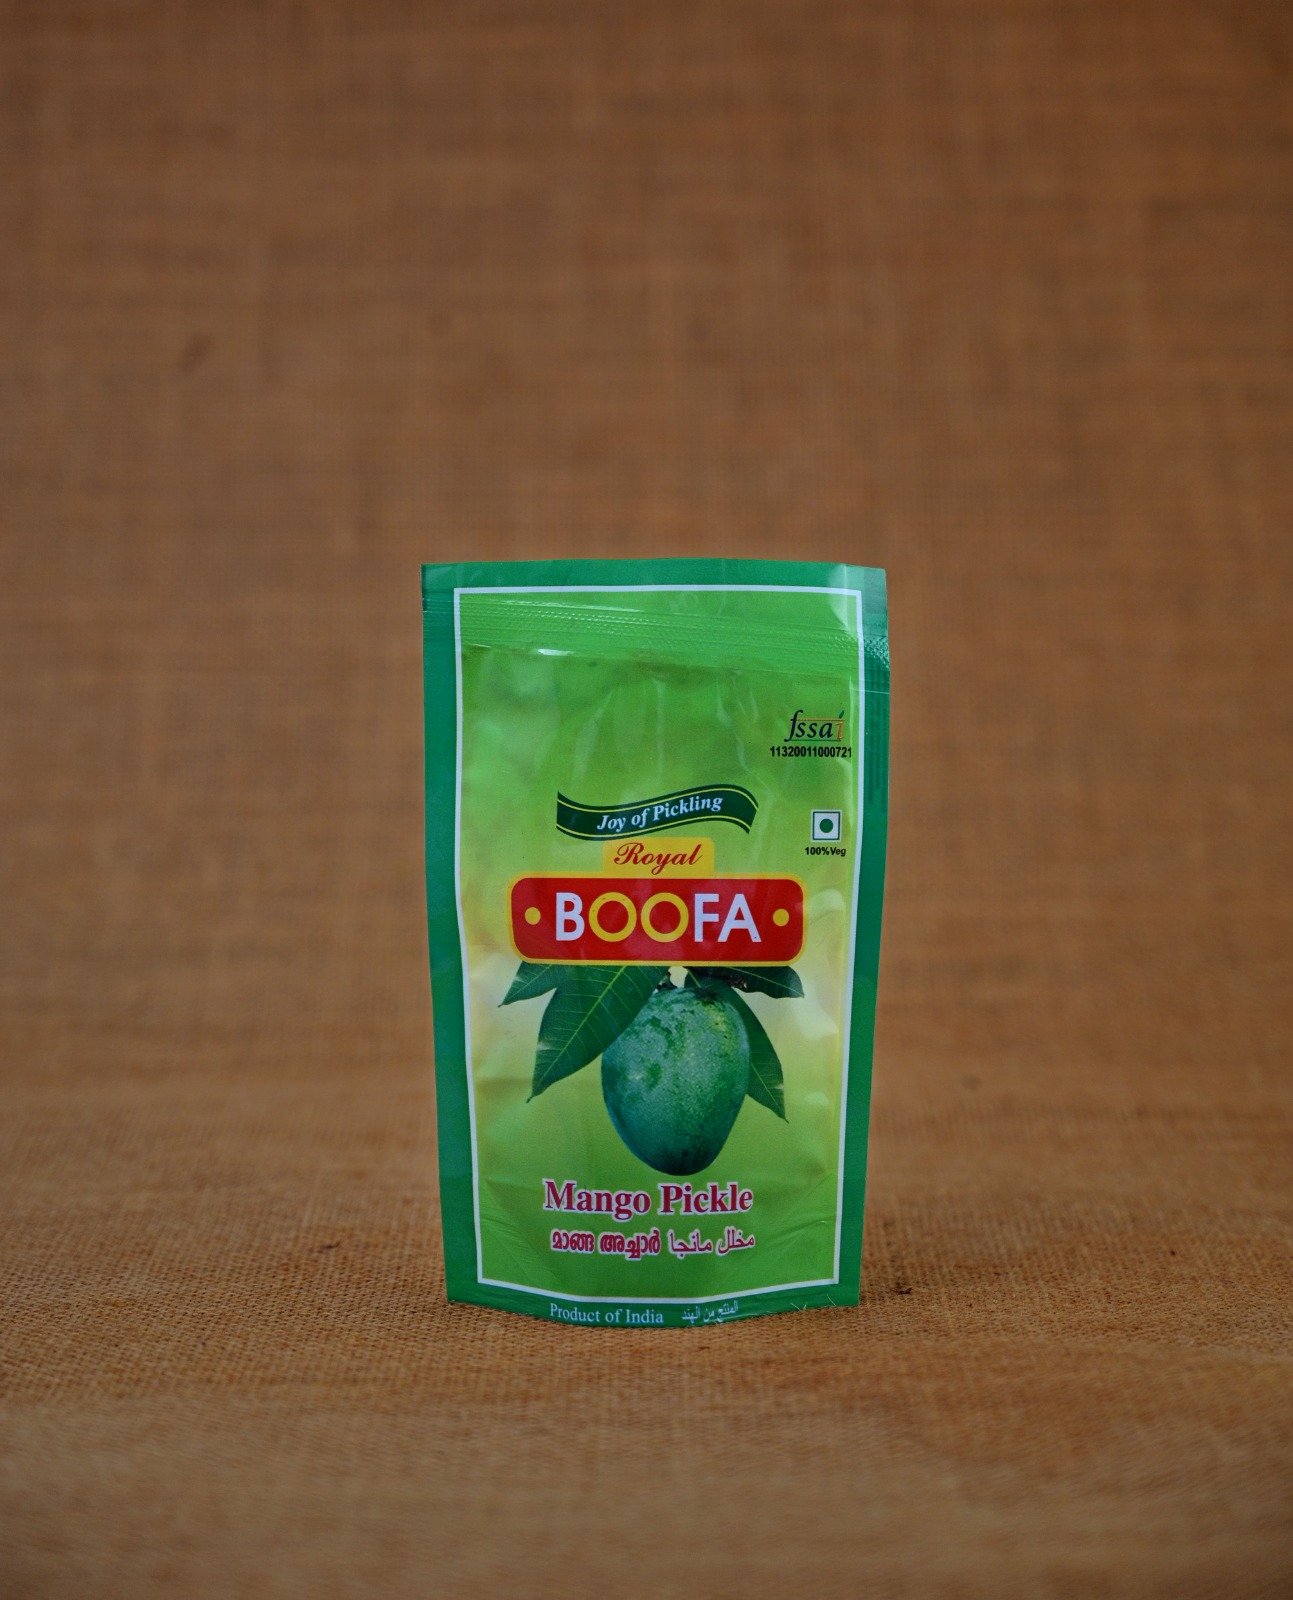 fssai
11320011000721
Joy of Pickling
100%Veg
Royal
BOOFA
Mango Pickle
മാങ്ങ അച്ചാർ مخلل مانجا
Product of India المنتج من الهند